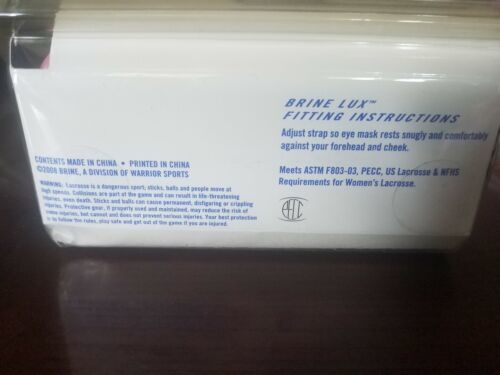 BRINE LUX™
FITTING INSTRUCTIONS
Adjust strap so eye mask rests snugly and comfortably
against your forehead and cheek.
Meets ASTM F803-03, PECC, US Lacrosse & NFHS
Requirements for Women's Lacrosse.
CONTENTS MADE IN CHINA • PRINTED IN CHINA
©2008 BRINE, A DIVISION OF WARRIOR SPORTS
WARNING: Lacrosse is a dangerous sport; sticks, balls and people move at
high speeds. Collisions are part of the game and can result in life-threatening
injuries, even death. Sticks and balls can cause permanent, disfiguring or crippling
injuries. Protective gear, if properly used and maintained, may reduce the risk of
some injuries, but cannot and does not prevent serious injuries. Your best protection
is to follow the rules, play safe and get out of the game if you are injured.